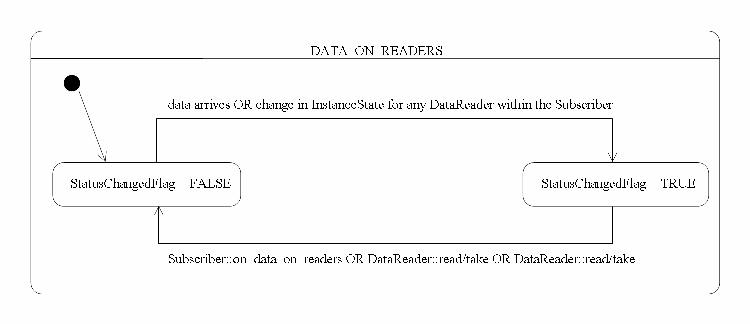 DATA_ON_READERS
data arrives OR change in InstanceState for any DataReader within the Subscriber
StatusChangedFlag FALSE
StatusChangedFlag TRUE
Subscriber::on_data_on_readers OR DataReader::read/take OR DataReader::read/take